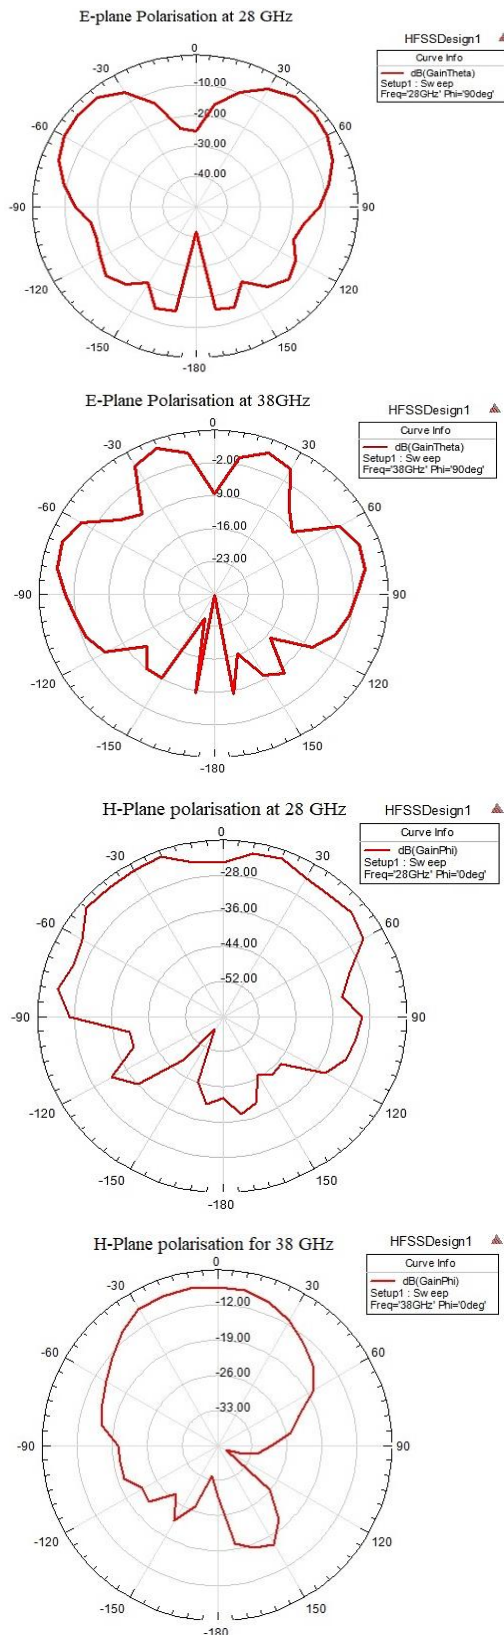 E-plane Polarisation at 28 GHz
HFSSDesign1
Curve Info
dB(GainTheta)
Setup1 : Sweep
Freq='28GHz' Phi='90deg'
0
-30
30
-10.00
-60
-20.00
60
-30.00
-40.00
-90
90
-120
120
-150
150
-180
E-Plane Polarisation at 38GHz
HFSSDesign1
Curve Info
dB(GainTheta)
Setup1 : Sweep
Freq='38GHz' Phi='90deg'
0
-30
30
-2.00
-9.00
-60
60
-16.00
-23.00
-90
90
-120
120
-150
150
-180
H-Plane polarisation at 28 GHz
HFSSDesign1
Curve Info
dB(GainPhi)
Setup1 : Sweep
Freq='28GHz' Phi='0deg'
0
-30
30
-28.00
-36.00
-60
60
-44.00
-52.00
-90
90
-120
120
-150
150
-180
H-Plane polarisation for 38 GHz
HFSSDesign1
Curve Info
dB(GainPhi)
Setup1 : Sweep
Freq='38GHz' Phi='0deg'
0
-30
30
-12.00
-19.00
-60
60
-26.00
-33.00
-90
90
-120
120
-150
150
-180